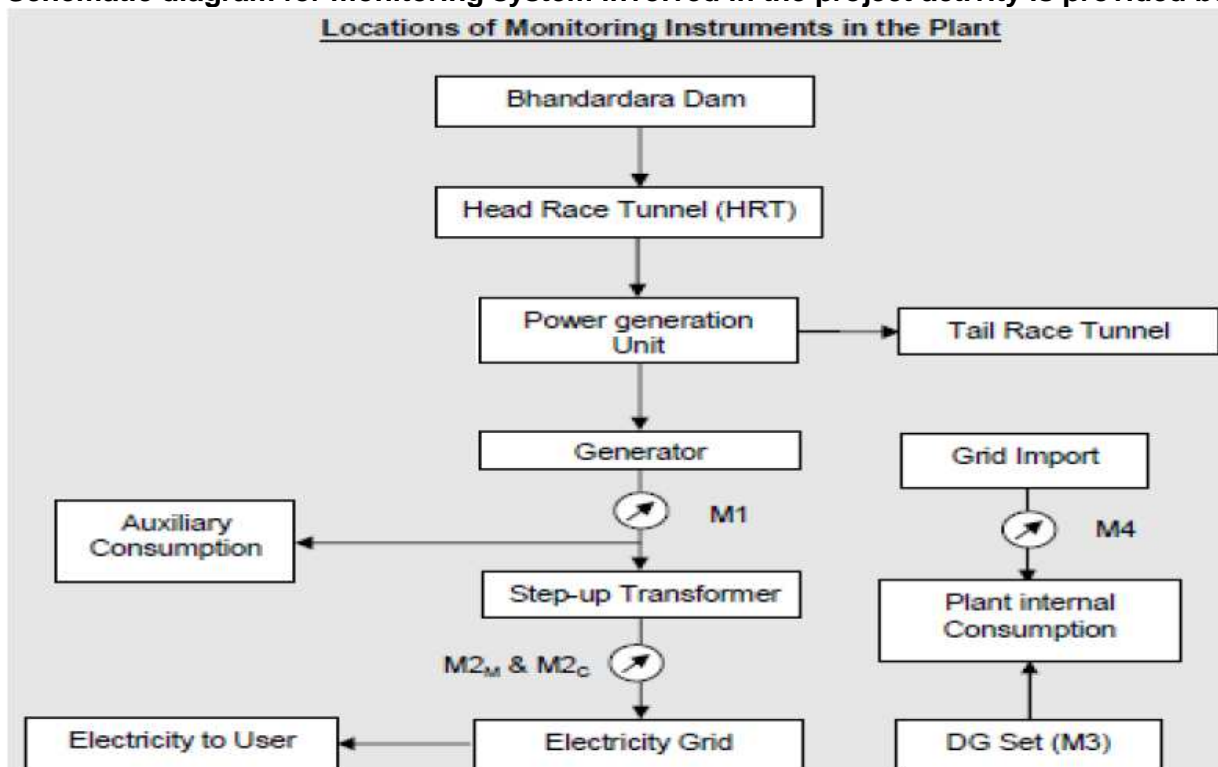 Locations of Monitoring Instruments in the Plant
Bhandardara Dam
Head Race Tunnel (HRT)
Power generation
Unit
Tail Race Tunnel
Generator
Grid Import
M1
M4
Auxiliary
Consumption
Step-up Transformer
Plant internal
Consumption
M2M & M2C
Electricity to User
Electricity Grid
DG Set (M3)